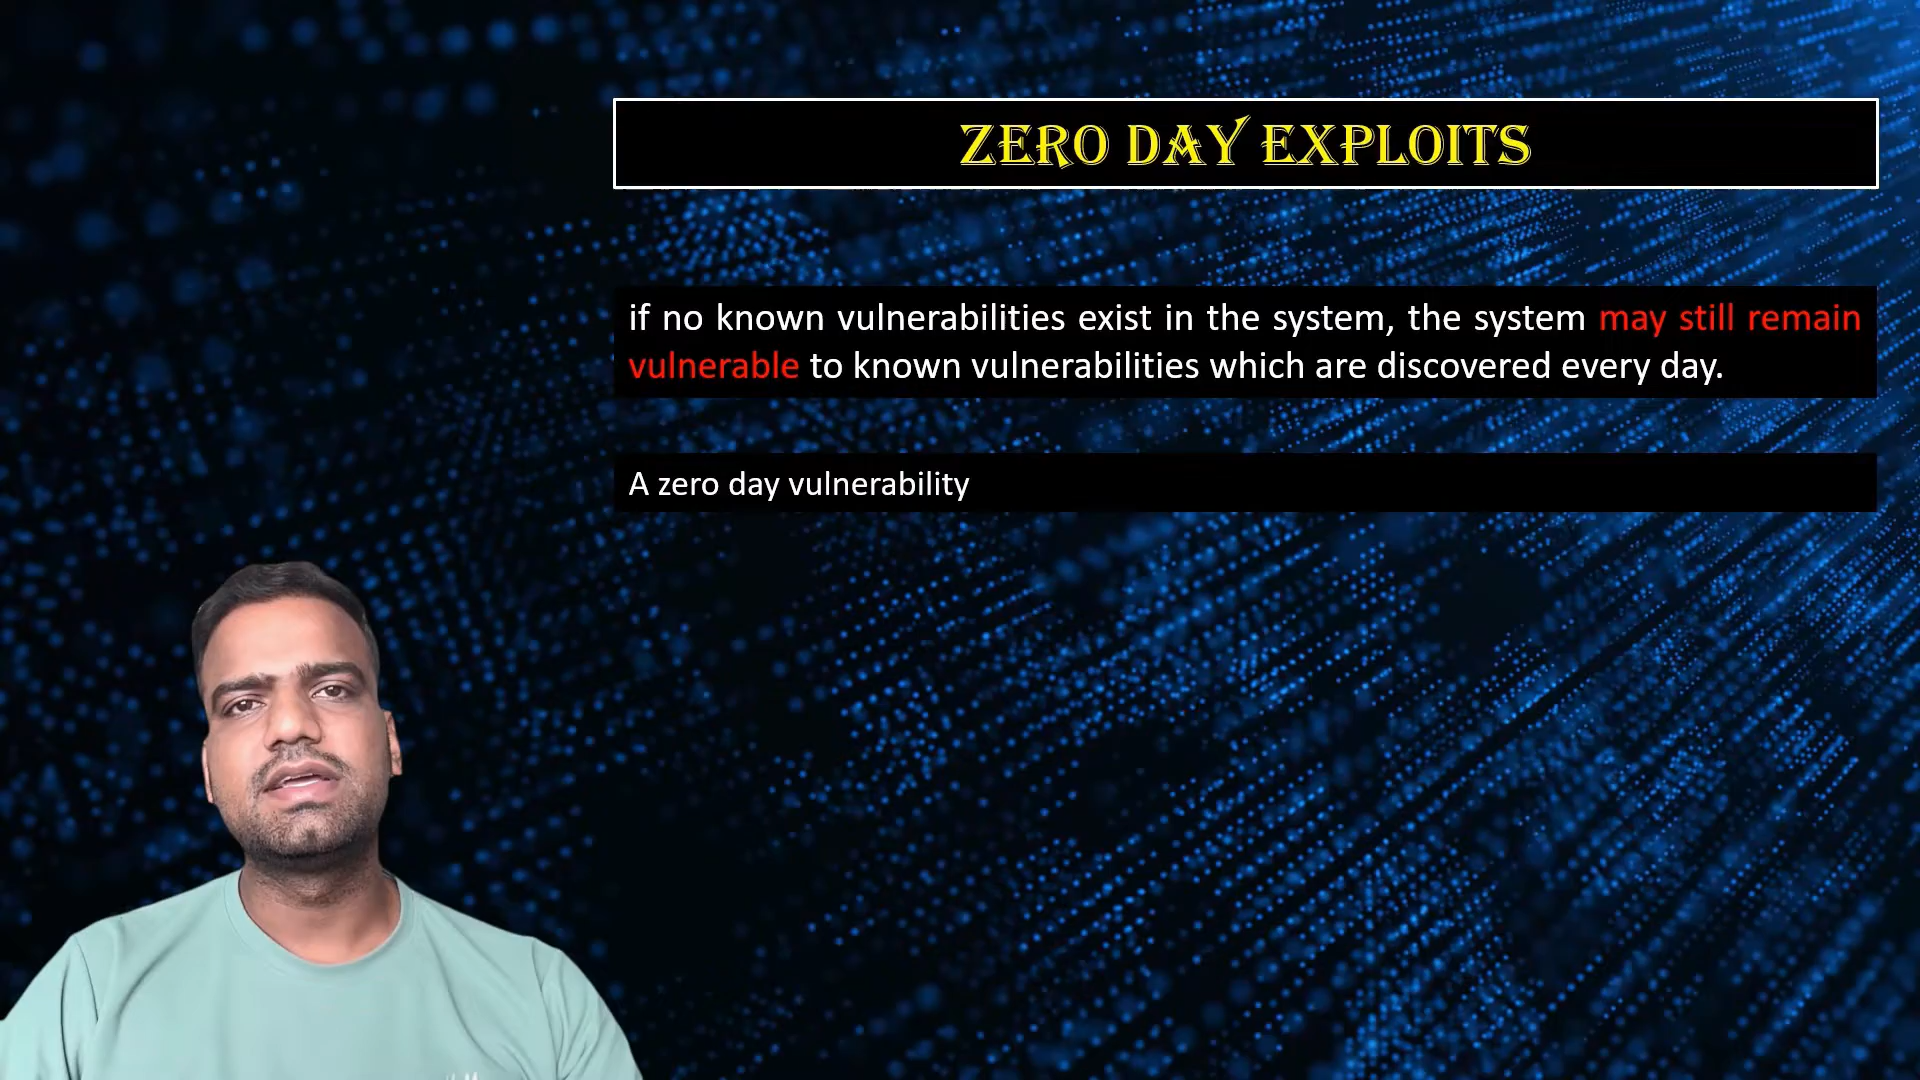 ZERO DAY EXPLOITS
if no known vulnerabilities exist in the system, the system may still remain
vulnerable to known vulnerabilities which are discovered every day.
A zero day vulnerability